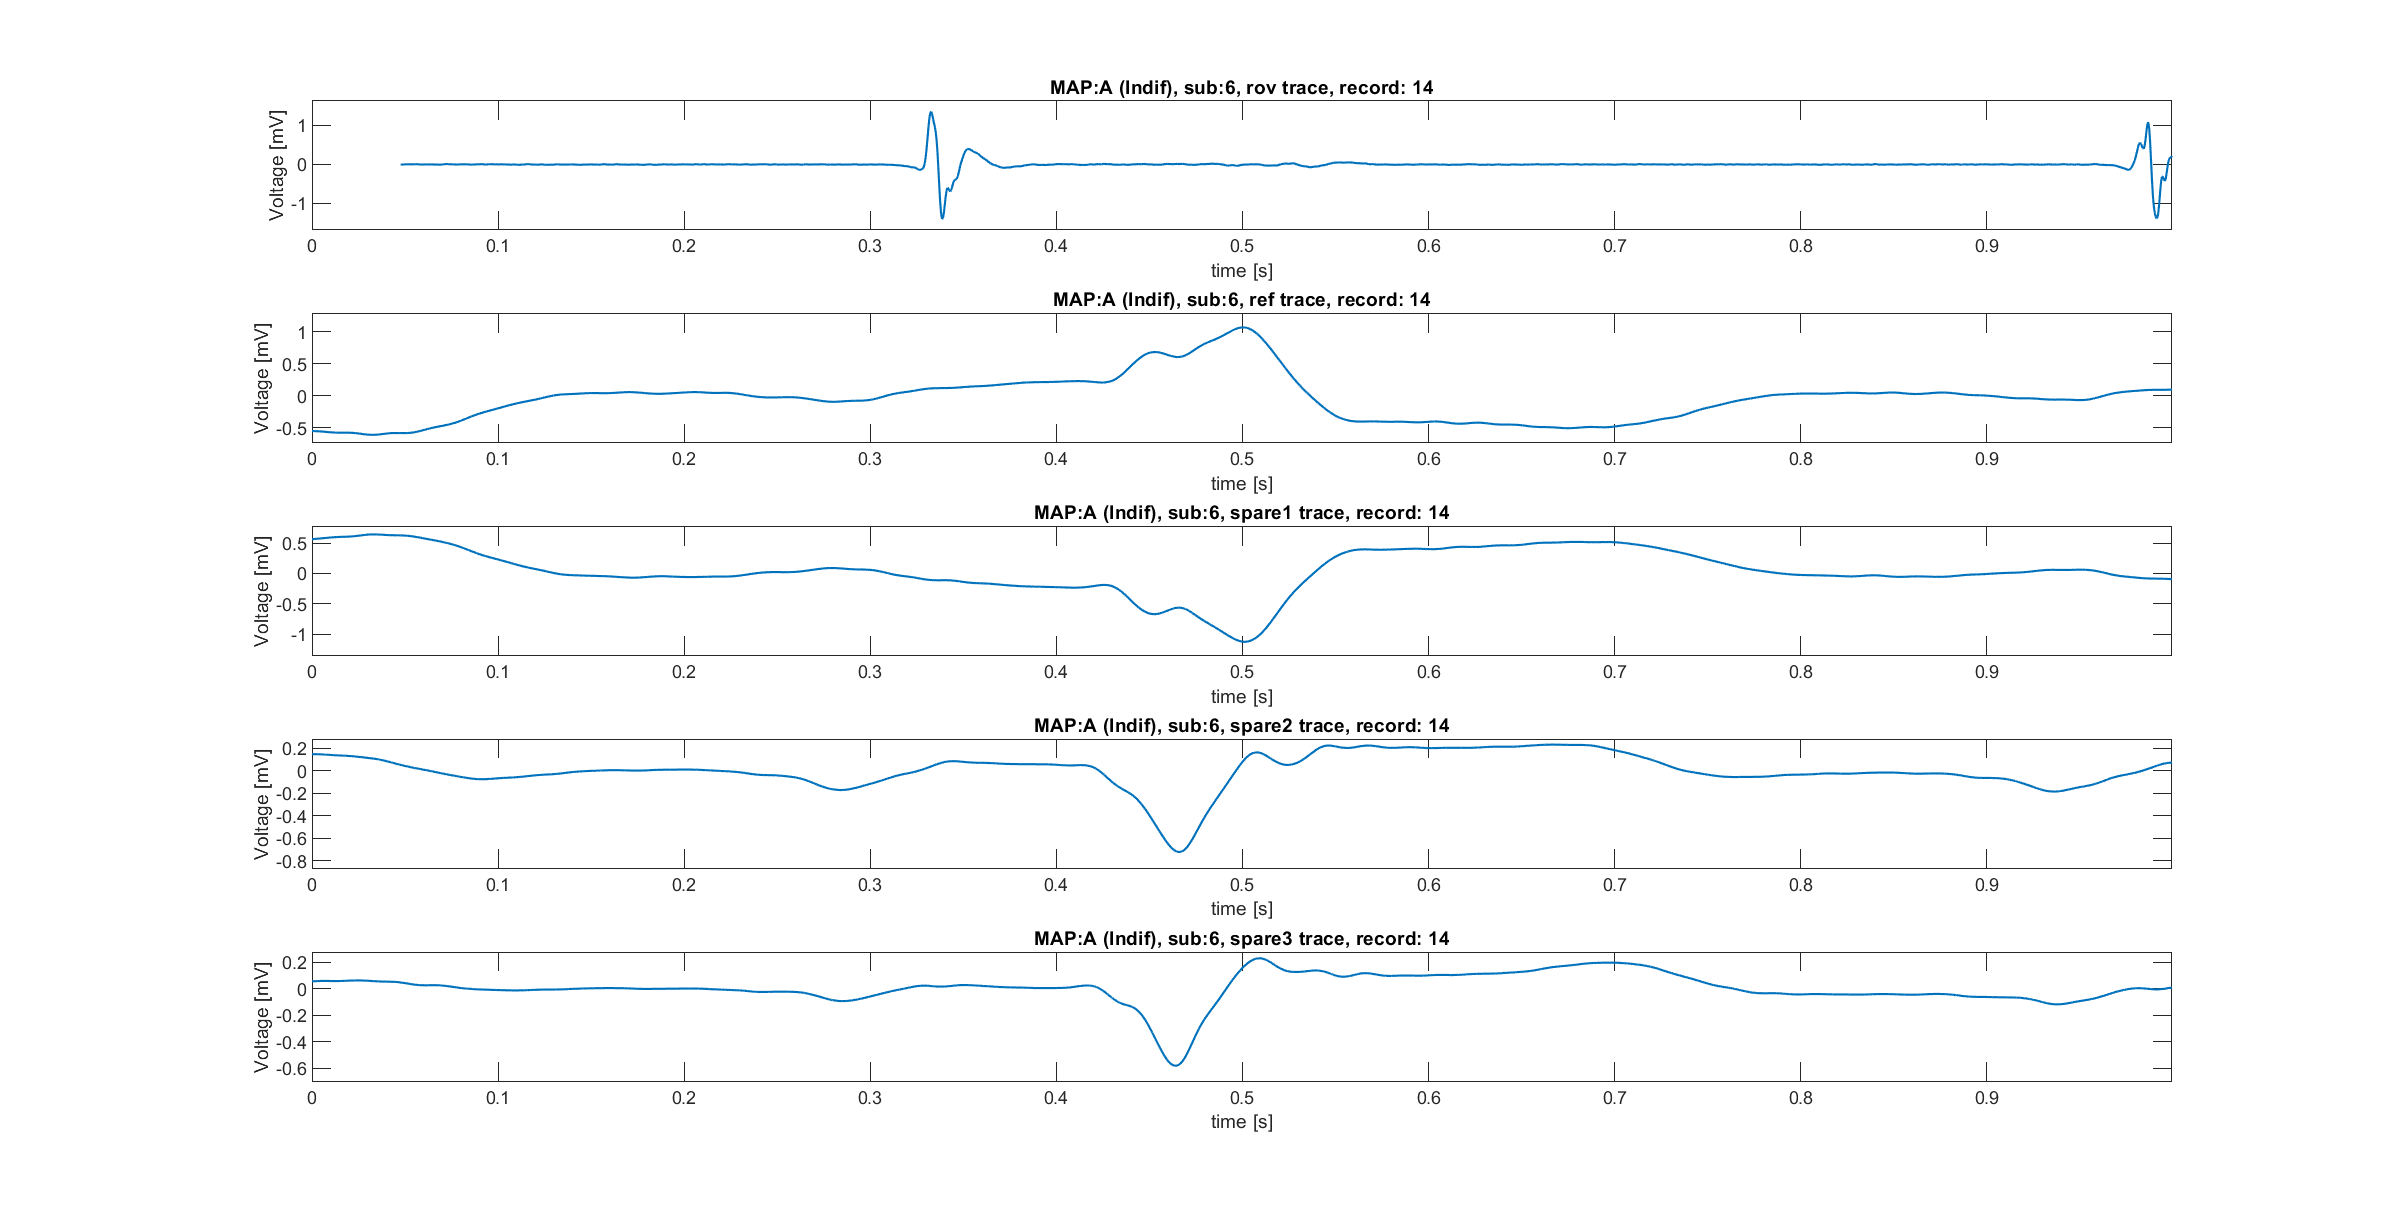 MAP:A (Indif), sub:6, rov trace, record: 14
Voltage [mV]
1
0
-1
0 0.1 0.2 0.3 0.4 0.5 0.6 0.7 0.8 0.9
time [s]
MAP:A (Indif), sub:6, ref trace, record: 14
Voltage [mV]
1
0.5
0
-0.5
0 0.1 0.2 0.3 0.4 0.5 0.6 0.7 0.8 0.9
time [s]
MAP:A (Indif), sub:6, spare1 trace, record: 14
Voltage [mV]
0.5
0
-0.5
-1
0 0.1 0.2 0.3 0.4 0.5 0.6 0.7 0.8 0.9
time [s]
MAP:A (Indif), sub:6, spare2 trace, record: 14
Voltage [mV]
0.2
0
-0.2
-0.4
-0.6
-0.8
0 0.1 0.2 0.3 0.4 0.5 0.6 0.7 0.8 0.9
time [s]
MAP:A (Indif), sub:6, spare3 trace, record: 14
Voltage [mV]
0.2
0
-0.2
-0.4
-0.6
0 0.1 0.2 0.3 0.4 0.5 0.6 0.7 0.8 0.9
time [s]